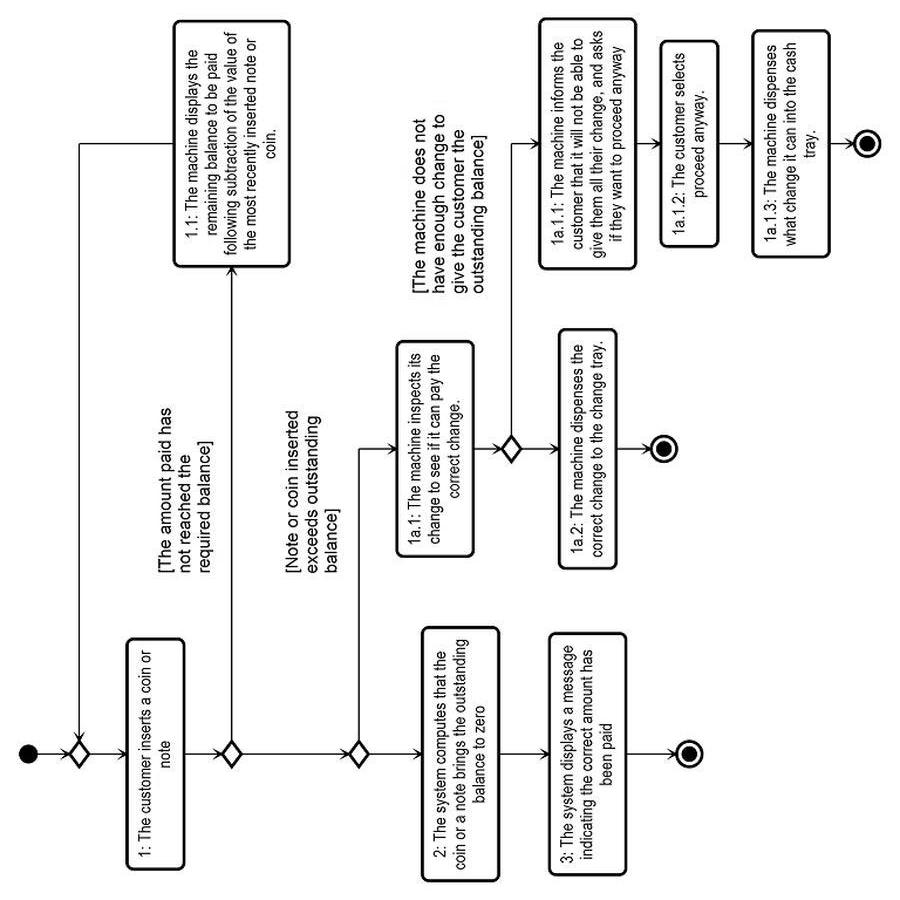 1: The customer inserts a coin or
note
[The amount paid has
not reached the
required balance]
1.1: The machine displays the
remaining balance to be paid
following subtraction of the value of
the most recently inserted note or
coin.
[Note or coin inserted
exceeds outstanding
balance]
2: The system computes that the
coin or a note brings the outstanding
balance to zero
3: The system displays a message
indicating the correct amount has
been paid
1a.1: The machine inspects its
change to see if it can pay the
correct change.
[The machine does not
have enough change to
give the customer the
outstanding balance]
1a.2: The machine dispenses the
correct change to the change tray.
1a.1.1: The machine informs the
customer that it will not be able to
give them all their change, and asks
if they want to proceed anyway
1a.1.2: The customer selects
proceed anyway.
1a.1.3: The machine dispenses
what change it can into the cash
tray.